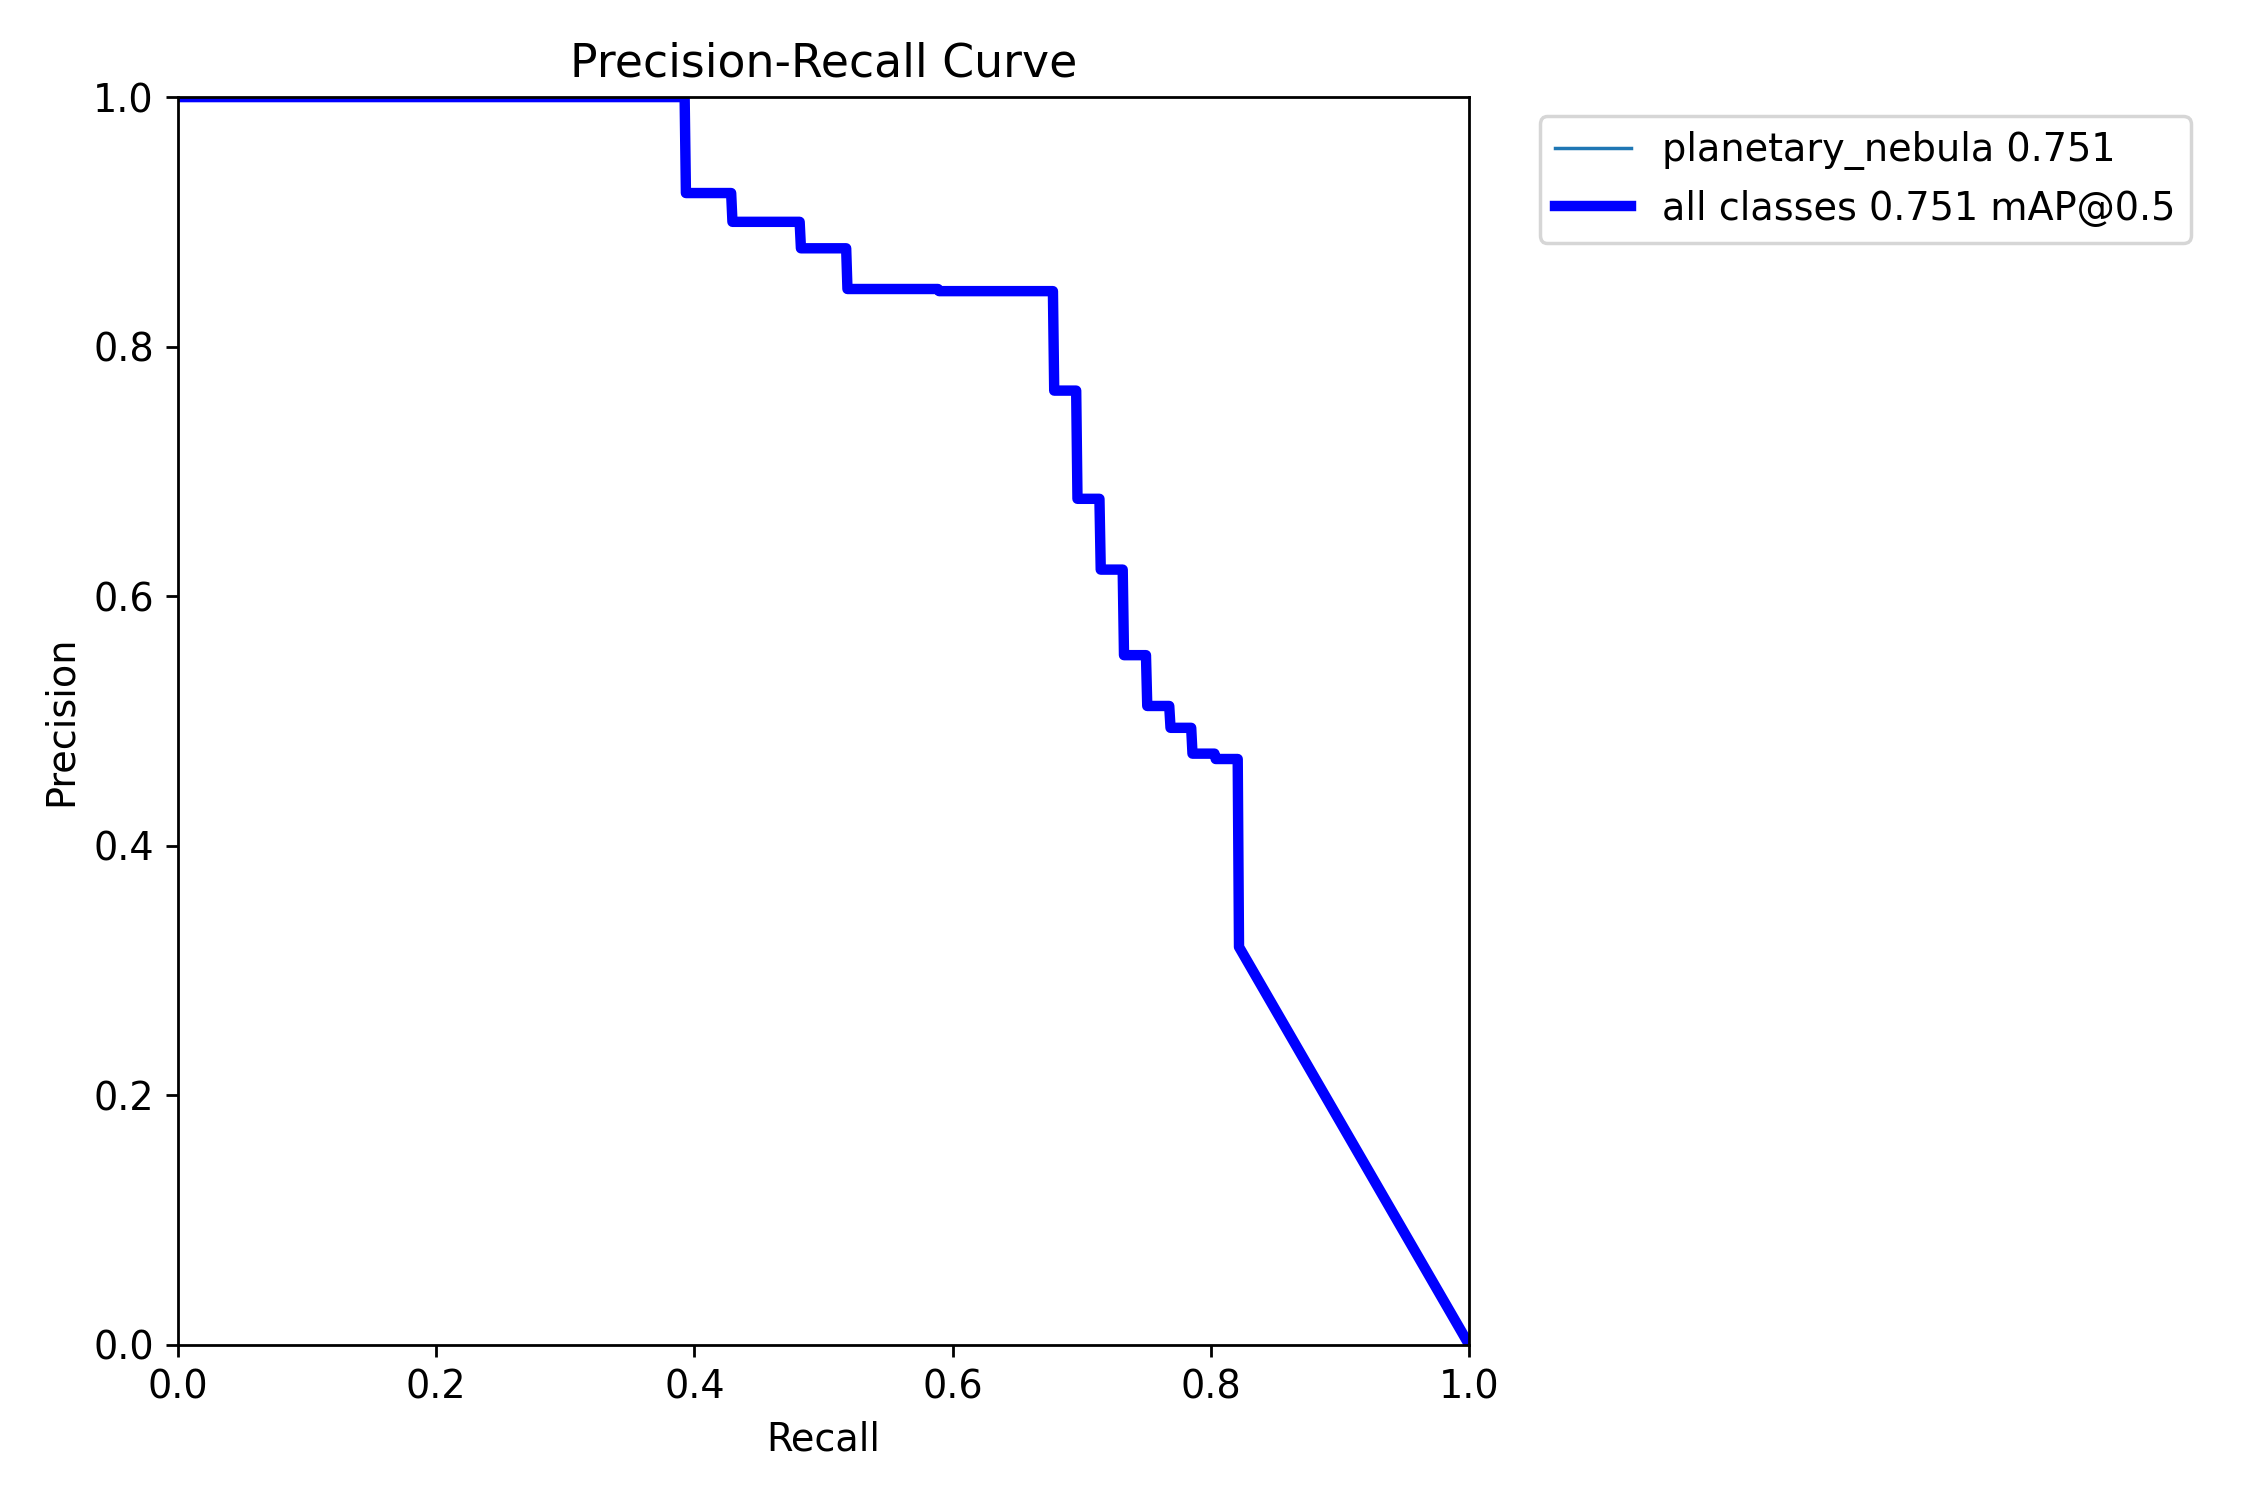 Precision-Recall Curve
planetary_nebula 0.751
all classes 0.751 mAP@0.5
1.0
0.8
0.6
0.4
0.2
0.0
Precision
0.0 0.2 0.4 0.6 0.8 1.0
Recall